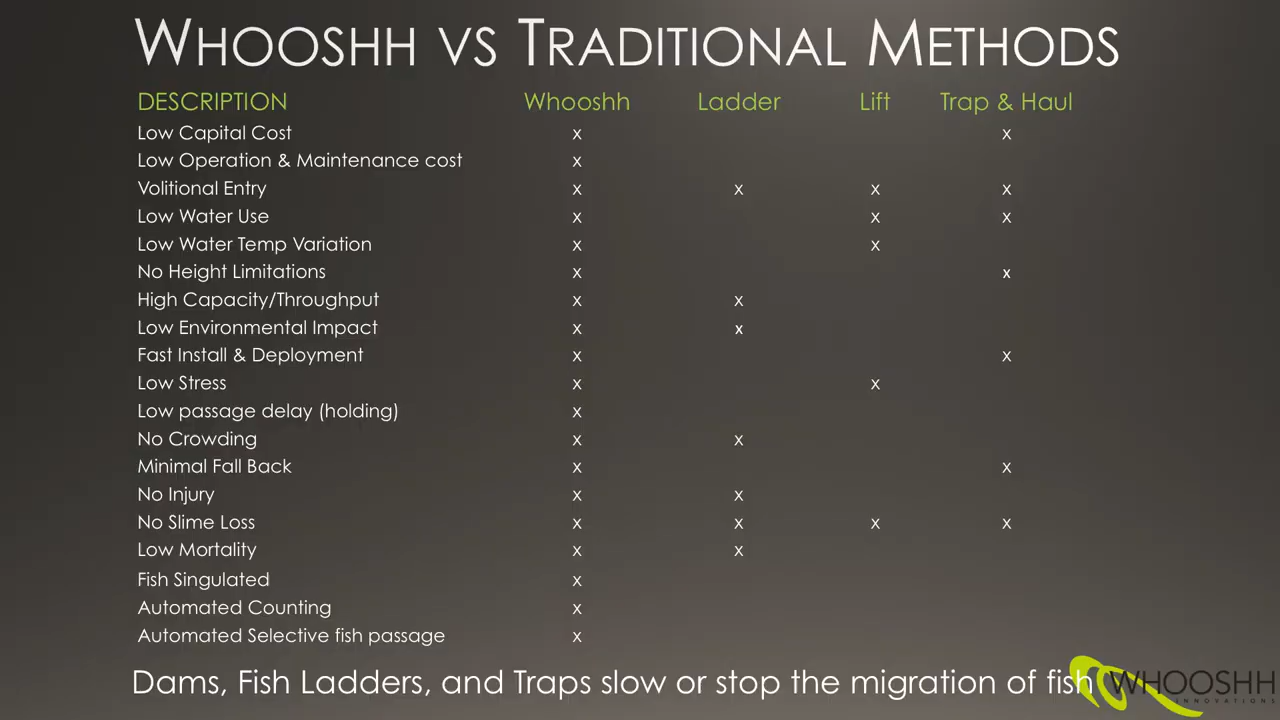 WHOOSHH VS TRADITIONAL METHODS
DESCRIPTION Whooshh Ladder Lift Trap & Haul
Low Capital Cost x x
Low Operation & Maintenance cost x
Volitional Entry x x x x
Low Water Use x x x
Low Water Temp Variation x x
No Height Limitations x x
High Capacity/Throughput x x
Low Environmental Impact x x
Fast Install & Deployment x x
Low Stress x x
Low passage delay (holding) x
No Crowding x x
Minimal Fall Back x x
No Injury x x
No Slime Loss x x x x
Low Mortality x x
Fish Singulated x
Automated Counting x
Automated Selective fish passage x
Dams, Fish Ladders, and Traps slow or stop the migration of fish
WHOOSHH
INNOVATIONS